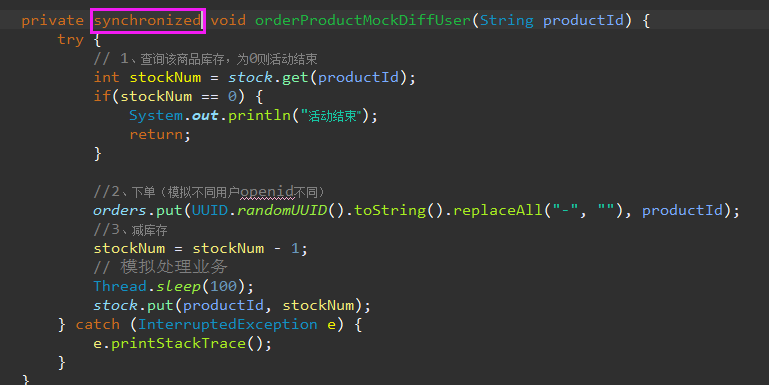 private synchronized void orderProductMockDiffUser(String productId) {
try {
// 1、查询该商品库存，为0则活动结束
int stockNum = stock.get(productId);
if(stockNum == 0) {
System.out.println("活动结束");
return;
}
//2、下单（模拟不同用户openid不同）
orders.put(UUID.randomUUID().toString().replaceAll("-", ""), productId);
//3、减库存
stockNum = stockNum - 1;
// 模拟处理业务
Thread.sleep(100);
stock.put(productId, stockNum);
} catch (InterruptedException e) {
e.printStackTrace();
}
}